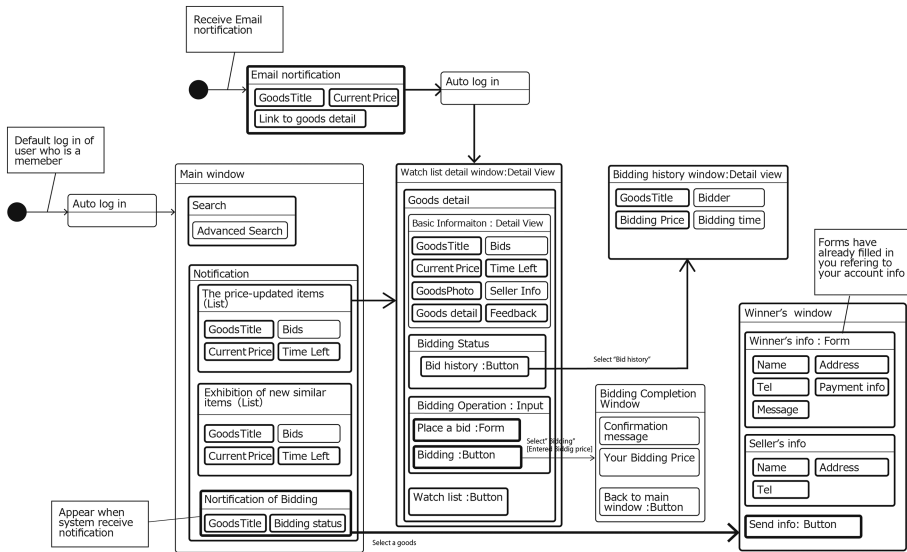 Receive Email
nortification
Email nortification
GoodsTitle
Current Price
Link to goods detail
Auto log in
Default log in of
user who is a
memeber
Auto log in
Main window
Search
Advanced Search
Notification
The price-updated items
(List)
GoodsTitle
Bids
Current Price
Time Left
Exhibition of new similar
items (List)
GoodsTitle
Bids
Current Price
Time Left
Nortification of Bidding
GoodsTitle
Bidding status
Appear when
system receive
notification
Select a goods
Watch list detail window:Detail View
Goods detail
Basic Informaiton : Detail View
GoodsTitle
Bids
Current Price
Time Left
GoodsPhoto
Seller Info
Goods detail
Feedback
Bidding Status
Bid history :Button
Select "Bid history"
Bidding Operation : Input
Place a bid :Form
Bidding :Button
Select" Bidding"
[Entered Biddig price]
Watch list :Button
Bidding history window:Detail view
GoodsTitle
Bidder
Bidding Price
Bidding time
Bidding Completion
Window
Confirmation
message
Your Bidding Price
Back to main
window :Button
Forms have
already filled in
you refering to
your account info
Winner's window
Winner's info : Form
Name
Address
Tel
Payment info
Message
Seller's info
Name
Address
Tel
Send info: Button